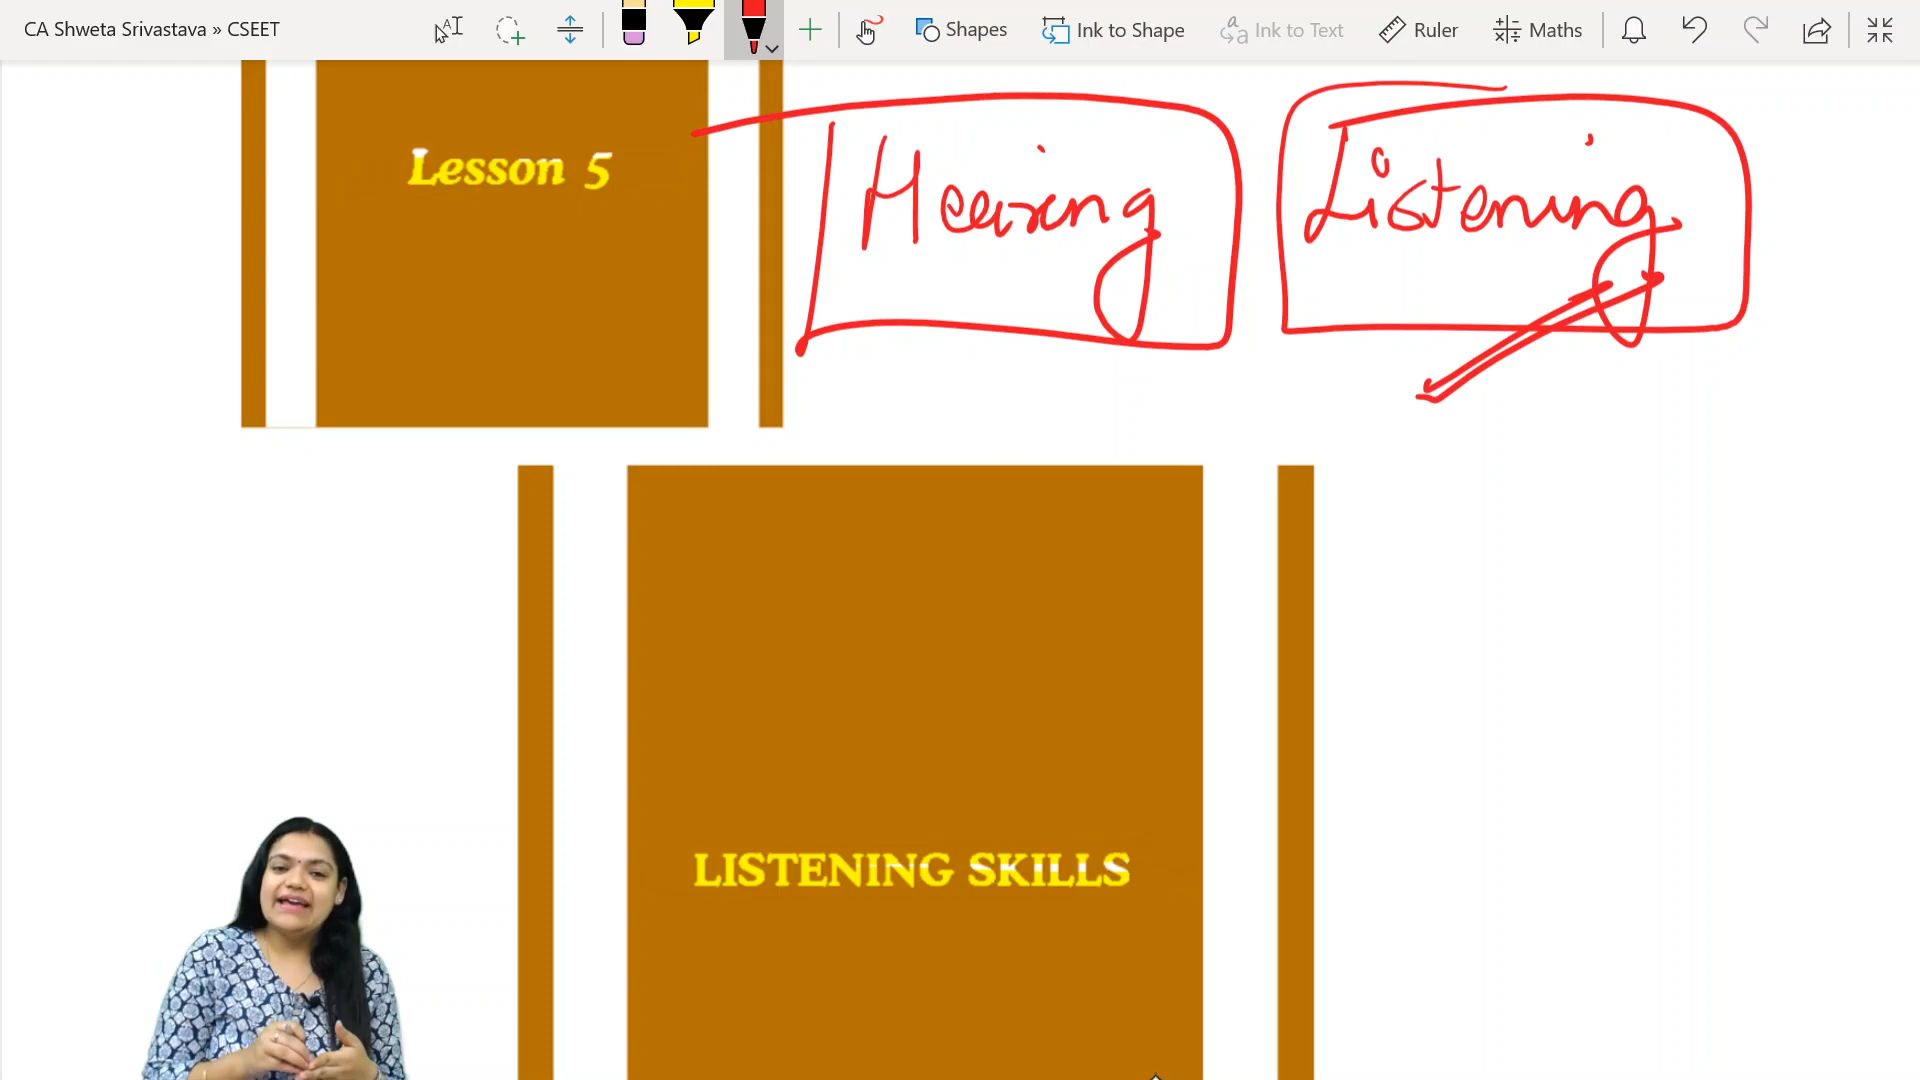 CA Shweta Srivastava » CSEET
Shapes
Ink to Shape
Ink to Text
Ruler
Maths
Lesson 5
Hearing
Listening
LISTENING SKILLS